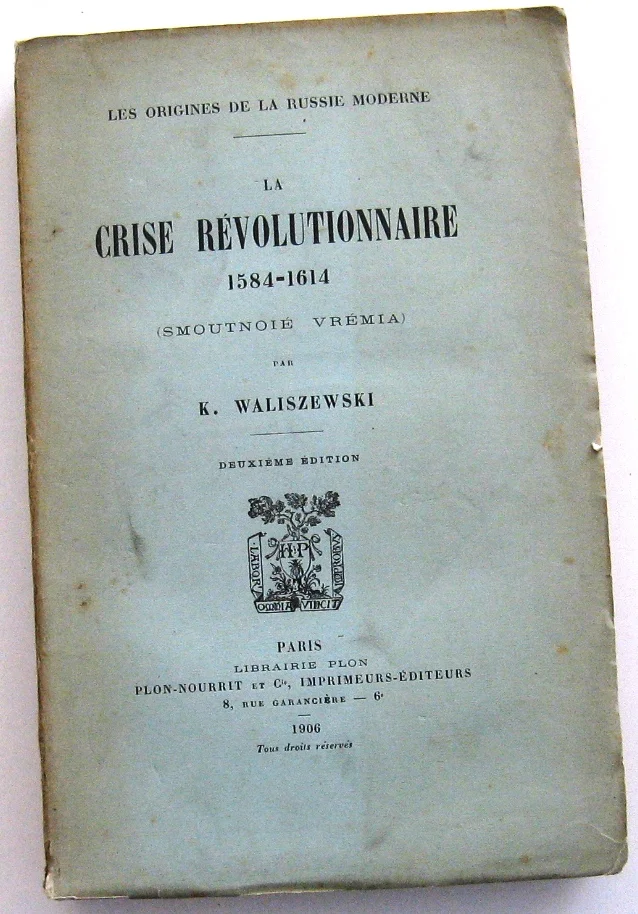 LES ORIGINES DE LA RUSSIE MODERNE
LA
CRISE RÉVOLUTIONNAIRE
1584-1614
(SMOUTNOIÉ VRÉMIA)
PAR
K. WALISZEWSKI
DEUXIÈME ÉDITION
LABOR
HP
OMNIA VINCIT
PARIS
LIBRAIRIE PLON
PLON-NOURRIT ET Cie, IMPRIMEURS-ÉDITEURS
8, RUE GARANCIÈRE — 6e
1906
Tous droits réservés